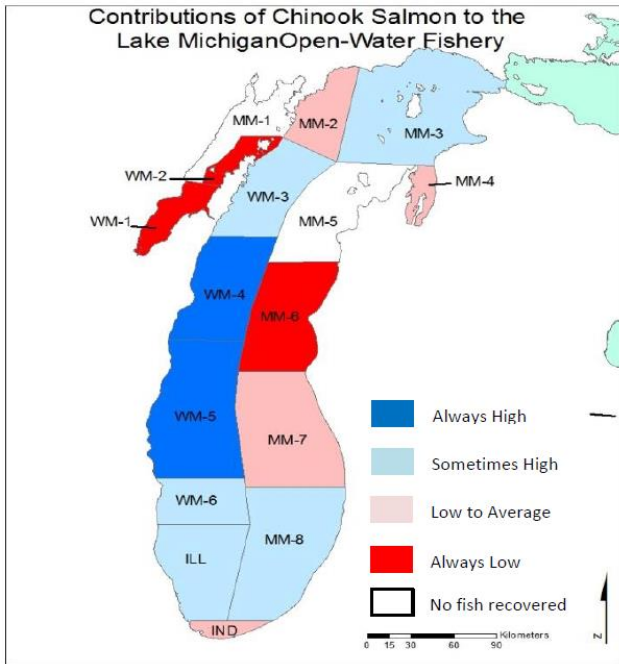 Contributions of Chinook Salmon to the
Lake MichiganOpen-Water Fishery
MM-1
MM-2
MM-3
WM-2
WM-3
MM-4
WM-1
MM-5
WM-4
MM-6
WM-5
MM-7
WM-6
MM-8
ILL
IND
Always High
Sometimes High
Low to Average
Always Low
No fish recovered
Kilometers
0 15 30 60 90
N